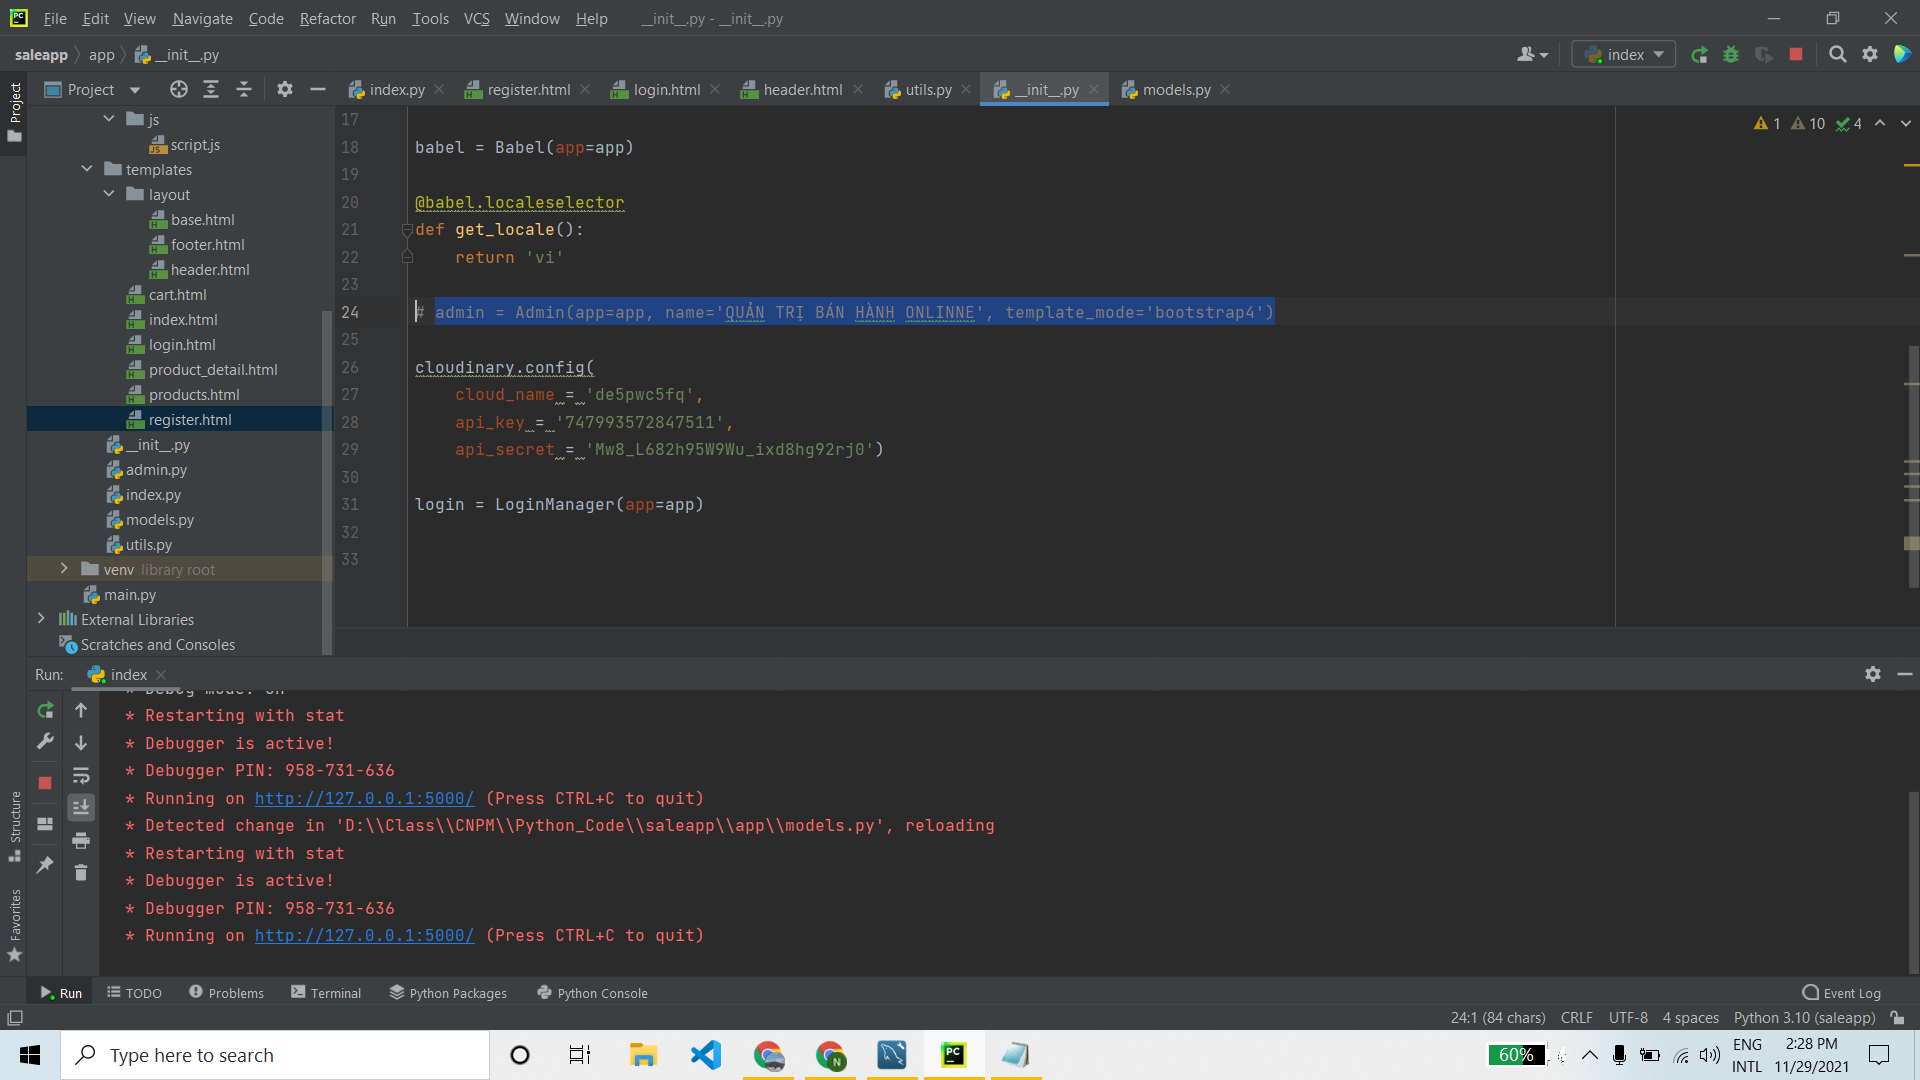 File Edit View Navigate Code Refactor Run Tools VCS Window Help __init__.py - __init__.py
saleapp app __init__.py index
Project index.py register.html login.html header.html utils.py __init__.py models.py
Project
js
script.js
templates
layout
base.html
footer.html
header.html
cart.html
index.html
login.html
product_detail.html
products.html
register.html
__init__.py
admin.py
index.py
models.py
utils.py
venv library root
main.py
External Libraries
Scratches and Consoles
1 10 4
17
18 babel = Babel(app=app)
19
20 @babel.localeselector
21 def get_locale():
22 return 'vi'
23
24 # admin = Admin(app=app, name='QUẢN TRỊ BÁN HÀNH ONLINNE', template_mode='bootstrap4')
25
26 cloudinary.config(
27 cloud_name = 'de5pwc5fq',
28 api_key = '747993572847511',
29 api_secret = 'Mw8_L682h95W9Wu_ixd8hg92rj0')
30
31 login = LoginManager(app=app)
32
33
Run: index
* Debug mode: on
* Restarting with stat
* Debugger is active!
* Debugger PIN: 958-731-636
* Running on http://127.0.0.1:5000/ (Press CTRL+C to quit)
* Detected change in 'D:\\Class\\CNPM\\Python_Code\\saleapp\\app\\models.py', reloading
* Restarting with stat
* Debugger is active!
* Debugger PIN: 958-731-636
* Running on http://127.0.0.1:5000/ (Press CTRL+C to quit)
Structure
Favorites
Run TODO Problems Terminal Python Packages Python Console Event Log
24:1 (84 chars) CRLF UTF-8 4 spaces Python 3.10 (saleapp)
Type here to search
60%
ENG
INTL
2:28 PM
11/29/2021